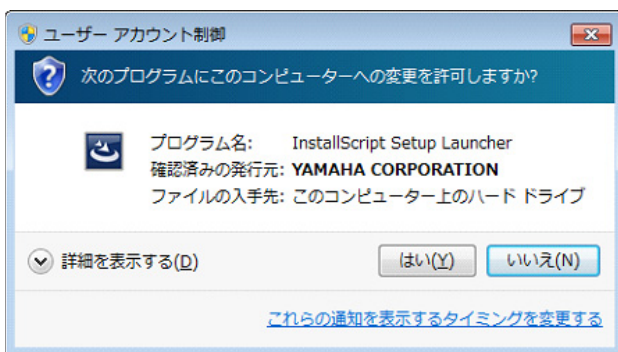 ユーザー アカウント制御
次のプログラムにこのコンピューターへの変更を許可しますか?
プログラム名: InstallScript Setup Launcher
確認済みの発行元: YAMAHA CORPORATION
ファイルの入手先: このコンピューター上のハード ドライブ
詳細を表示する(D) はい(Y) いいえ(N)
これらの通知を表示するタイミングを変更する